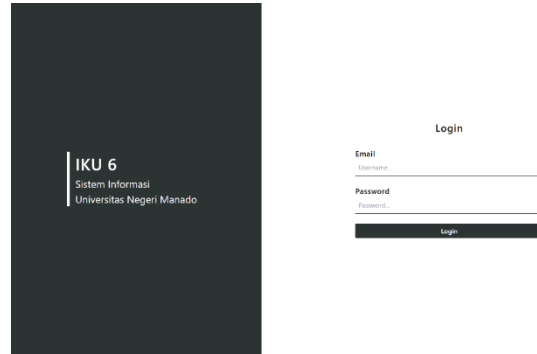 IKU 6
Sistem Informasi
Universitas Negeri Manado
Login
Email
Username...
Password
Password...
Login